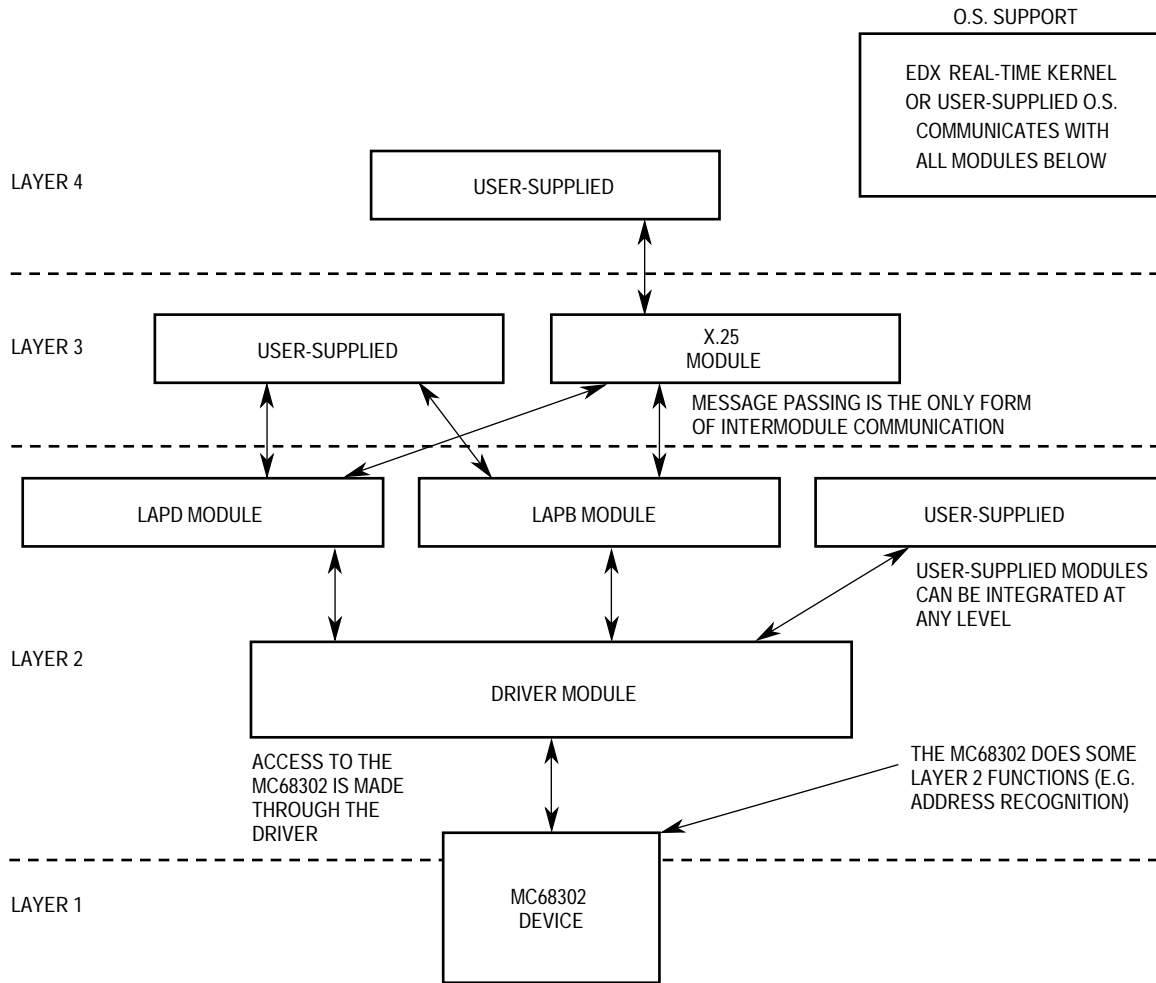 O.S. SUPPORT
EDX REAL-TIME KERNEL
OR USER-SUPPLIED O.S.
COMMUNICATES WITH
ALL MODULES BELOW
LAYER 4
USER-SUPPLIED
LAYER 3
USER-SUPPLIED
X.25
MODULE
MESSAGE PASSING IS THE ONLY FORM
OF INTERMODULE COMMUNICATION
LAPD MODULE
LAPB MODULE
USER-SUPPLIED
USER-SUPPLIED MODULES
CAN BE INTEGRATED AT
ANY LEVEL
LAYER 2
DRIVER MODULE
ACCESS TO THE
MC68302 IS MADE
THROUGH THE
DRIVER
THE MC68302 DOES SOME
LAYER 2 FUNCTIONS (E.G.
ADDRESS RECOGNITION)
LAYER 1
MC68302
DEVICE